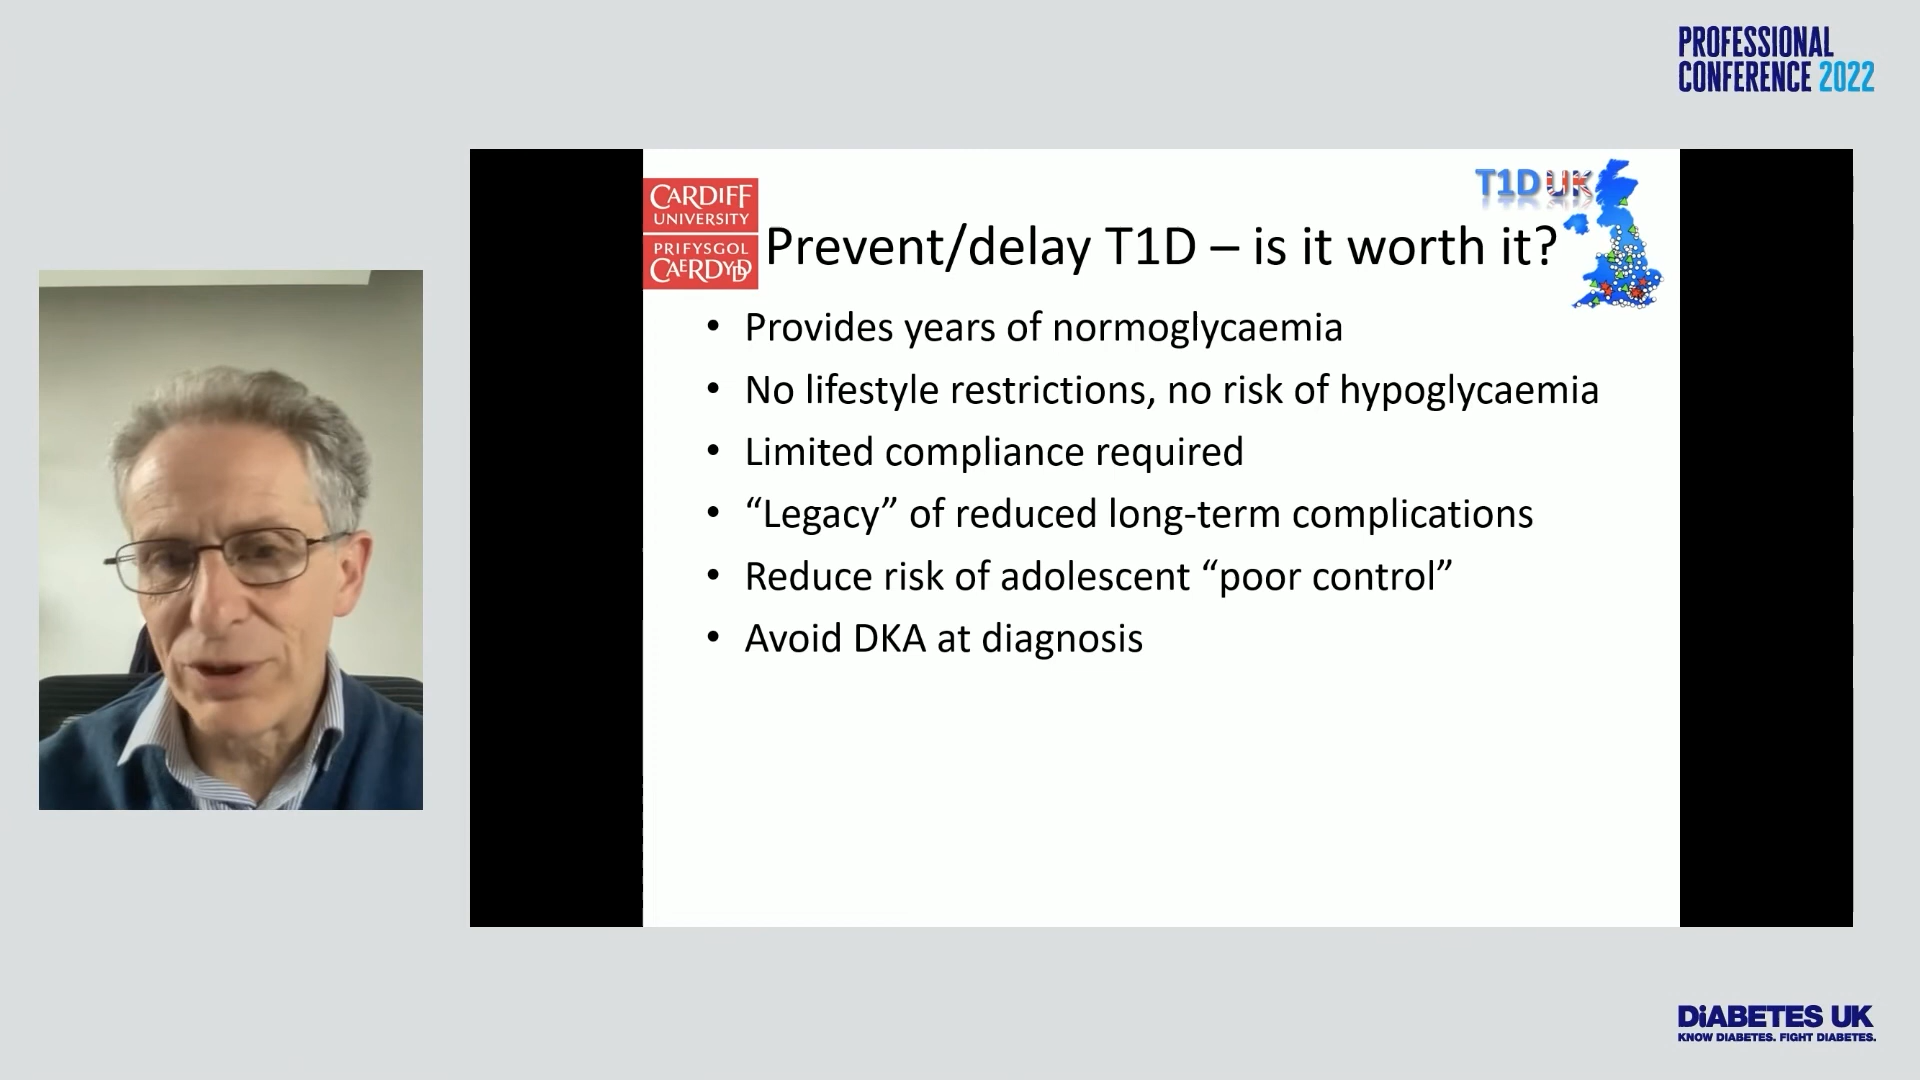 PROFESSIONAL
CONFERENCE 2022
CARDIFF
UNIVERSITY
PRIFYSGOL
CAERDYDD
T1D UK
Prevent/delay T1D – is it worth it?
• Provides years of normoglycaemia
• No lifestyle restrictions, no risk of hypoglycaemia
• Limited compliance required
• “Legacy” of reduced long-term complications
• Reduce risk of adolescent “poor control”
• Avoid DKA at diagnosis
DiABETES UK
KNOW DIABETES. FIGHT DIABETES.